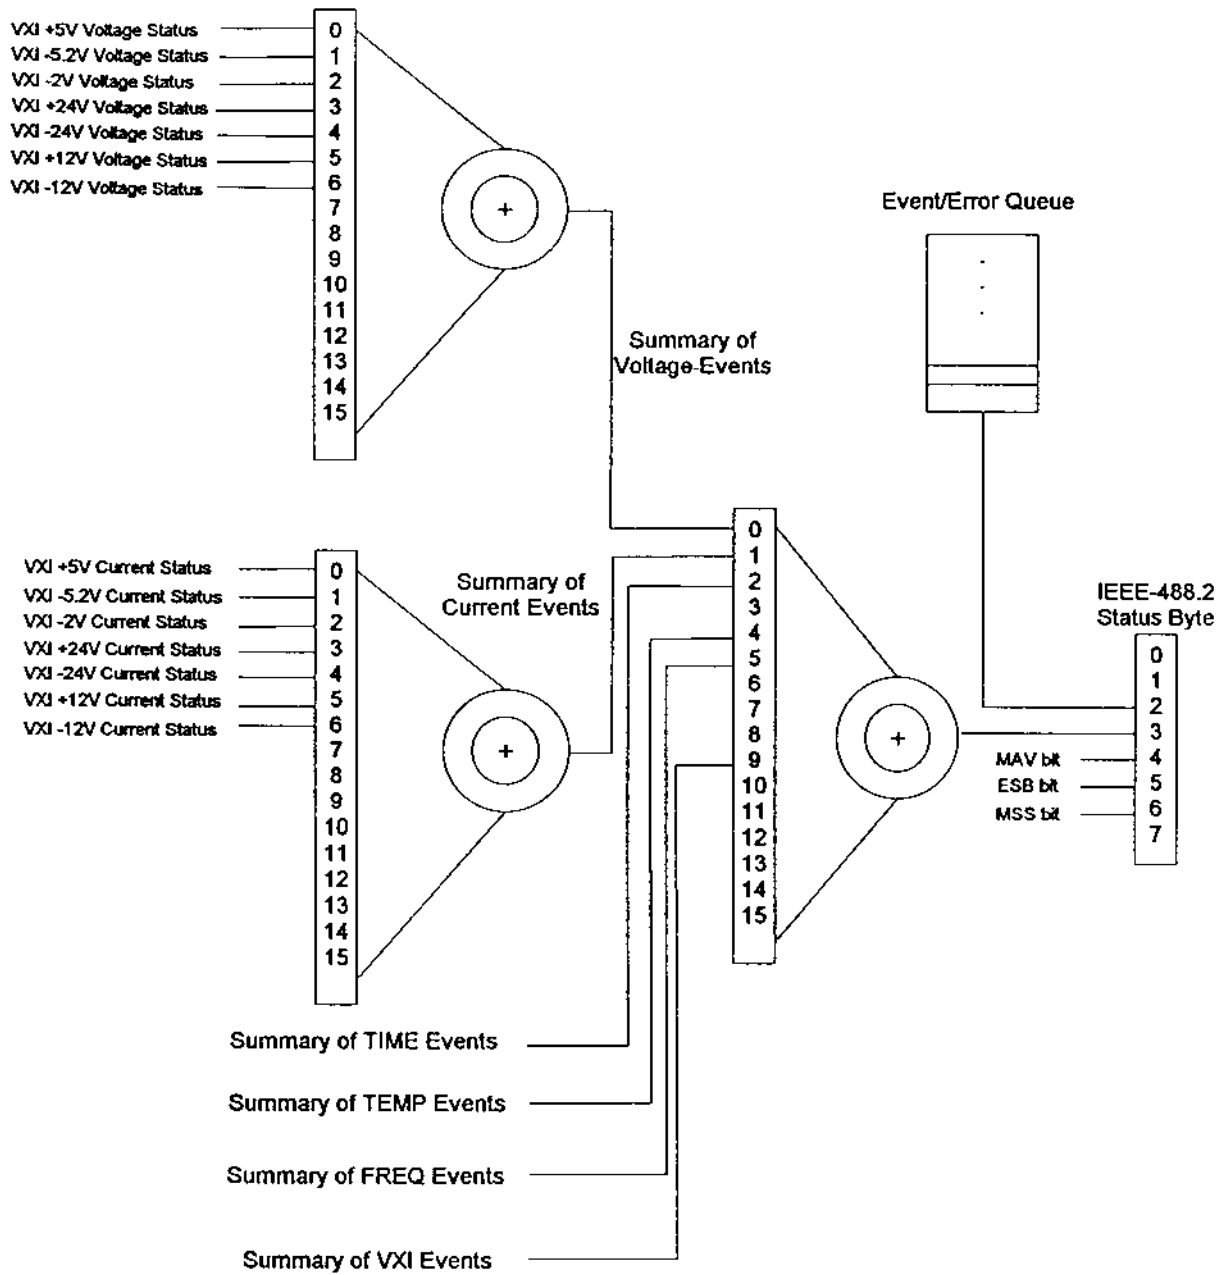 VXI +5V Voltage Status
VXI -5.2V Voltage Status
VXI -2V Voltage Status
VXI +24V Voltage Status
VXI -24V Voltage Status
VXI +12V Voltage Status
VXI -12V Voltage Status
0
1
2
3
4
5
6
7
8
9
10
11
12
13
14
15
+
Summary of
Voltage-Events
Event/Error Queue
VXI +5V Current Status
VXI -5.2V Current Status
VXI -2V Current Status
VXI +24V Current Status
VXI -24V Current Status
VXI +12V Current Status
VXI -12V Current Status
0
1
2
3
4
5
6
7
8
9
10
11
12
13
14
15
+
Summary of
Current Events
0
1
2
3
4
5
6
7
8
9
10
11
12
13
14
15
+
IEEE-488.2
Status Byte
0
1
2
3
4
5
6
7
MAV bit
ESB bit
MSS bit
Summary of TIME Events
Summary of TEMP Events
Summary of FREQ Events
Summary of VXI Events